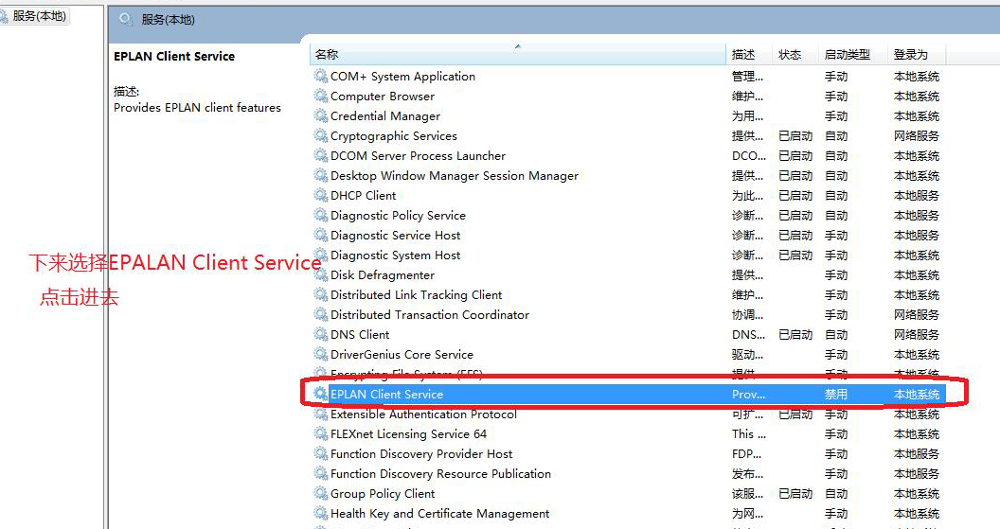 服务(本地)
服务(本地)
EPLAN Client Service
描述:
Provides EPLAN client features
下来选择EPALAN Client Service
点击进去
名称 描述 状态 启动类型 登录为
COM+ System Application 管理... 手动 本地系统
Computer Browser 维护... 手动 本地系统
Credential Manager 为用... 手动 本地系统
Cryptographic Services 提供... 已启动 自动 网络服务
DCOM Server Process Launcher DCO... 已启动 自动 本地系统
Desktop Window Manager Session Manager 提供... 已启动 自动 本地系统
DHCP Client 为此... 已启动 自动 本地服务
Diagnostic Policy Service 诊断... 已启动 自动 本地服务
Diagnostic Service Host 诊断... 已启动 手动 本地服务
Diagnostic System Host 诊断... 已启动 手动 本地系统
Disk Defragmenter 提供... 手动 本地系统
Distributed Link Tracking Client 维护... 手动 本地系统
Distributed Transaction Coordinator 协调... 手动 网络服务
DNS Client DNS... 已启动 自动 网络服务
DriverGenius Core Service 驱动... 手动 本地系统
Encrypting File System (EFS) 提供... 手动 本地系统
EPLAN Client Service Prov... 禁用 本地系统
Extensible Authentication Protocol 可扩... 已启动 手动 本地系统
FLEXnet Licensing Service 64 This ... 手动 本地系统
Function Discovery Provider Host FDP... 手动 本地服务
Function Discovery Resource Publication 发布... 手动 本地服务
Group Policy Client 该服... 已启动 自动 本地系统
Health Key and Certificate Management 为网... 手动 本地系统